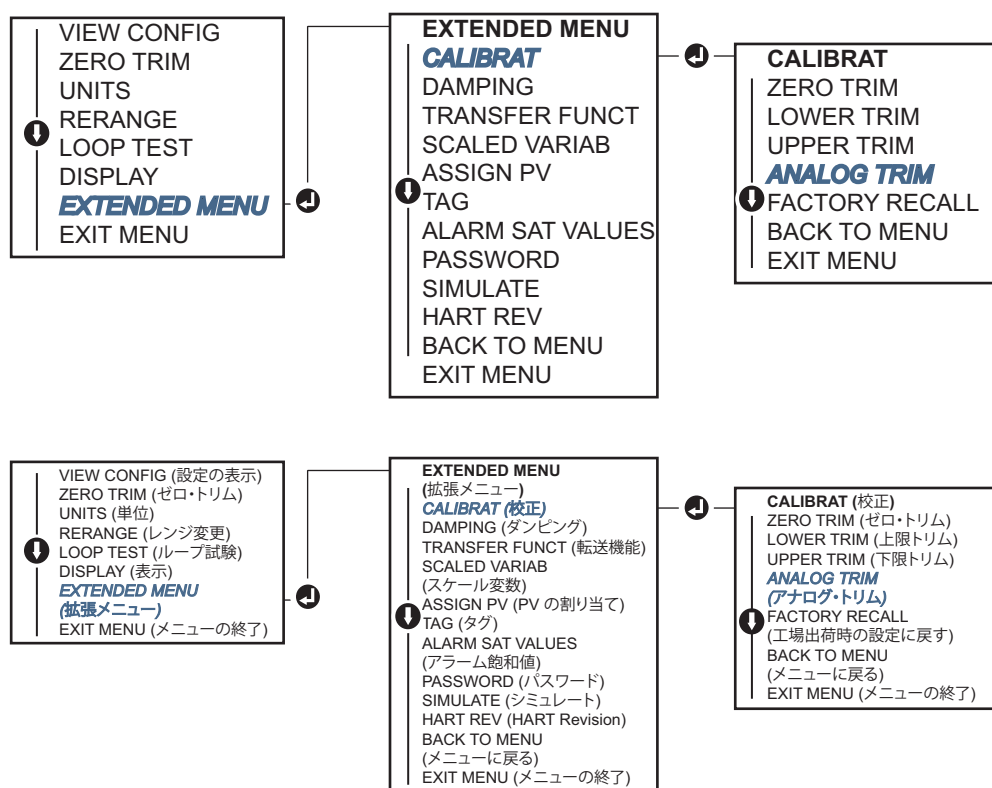 VIEW CONFIG
ZERO TRIM
UNITS
RERANGE
LOOP TEST
DISPLAY
EXTENDED MENU
EXIT MENU
EXTENDED MENU
CALIBRAT
DAMPING
TRANSFER FUNCT
SCALED VARIAB
ASSIGN PV
TAG
ALARM SAT VALUES
PASSWORD
SIMULATE
HART REV
BACK TO MENU
EXIT MENU
CALIBRAT
ZERO TRIM
LOWER TRIM
UPPER TRIM
ANALOG TRIM
FACTORY RECALL
BACK TO MENU
EXIT MENU
VIEW CONFIG (設定の表示)
ZERO TRIM (ゼロ・トリム)
UNITS (単位)
RERANGE (レンジ変更)
LOOP TEST (ループ試験)
DISPLAY (表示)
EXTENDED MENU
(拡張メニュー)
EXIT MENU (メニューの終了)
EXTENDED MENU
(拡張メニュー)
CALIBRAT (校正)
DAMPING (ダンピング)
TRANSFER FUNCT (転送機能)
SCALED VARIAB
(スケール変数)
ASSIGN PV (PV の割り当て)
TAG (タグ)
ALARM SAT VALUES
(アラーム飽和値)
PASSWORD (パスワード)
SIMULATE (シミュレート)
HART REV (HART Revision)
BACK TO MENU
(メニューに戻る)
EXIT MENU (メニューの終了)
CALIBRAT (校正)
ZERO TRIM (ゼロ・トリム)
LOWER TRIM (上限トリム)
UPPER TRIM (下限トリム)
ANALOG TRIM
(アナログ・トリム)
FACTORY RECALL
(工場出荷時の設定に戻す)
BACK TO MENU
(メニューに戻る)
EXIT MENU (メニューの終了)